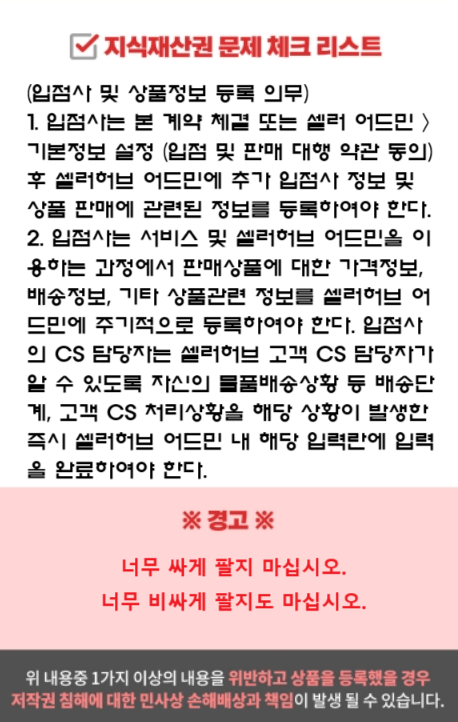 지식재산권 문제 체크 리스트
(입점사 및 상품정보 등록 의무)
1. 입점사는 본 계약 체결 또는 셀러 어드민 >
기본정보 설정 (입점 및 판매 대행 약관 동의)
후 셀러허브 어드민에 추가 입점사 정보 및
상품 판매에 관련된 정보를 등록하여야 한다.
2. 입점사는 서비스 및 셀러허브 어드민을 이
용하는 과정에서 판매상품에 대한 가격정보,
배송정보, 기타 상품관련 정보를 셀러허브 어
드민에 주기적으로 등록하여야 한다. 입점사
의 CS 담당자는 셀러허브 고객 CS 담당자가
알 수 있도록 자신의 물품배송상황 등 배송단
계, 고객 CS 처리상황을 해당 상황이 발생한
즉시 셀러허브 어드민 내 해당 입력란에 입력
을 완료하여야 한다.
※ 경고 ※
너무 싸게 팔지 마십시오.
너무 비싸게 팔지도 마십시오.
위 내용중 1가지 이상의 내용을 위반하고 상품을 등록했을 경우
저작권 침해에 대한 민사상 손해배상과 책임이 발생 될 수 있습니다.